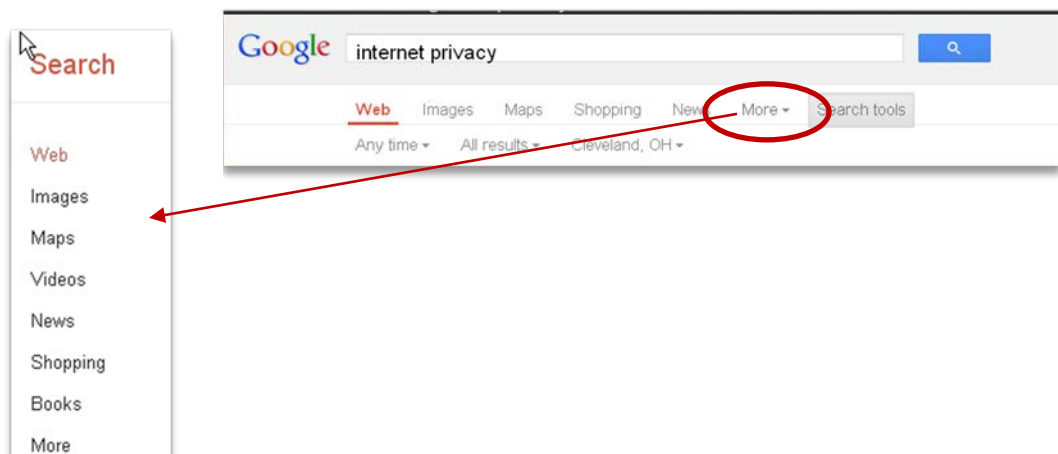 Search
Web
Images
Maps
Videos
News
Shopping
Books
More
Google internet privacy
Web Images Maps Shopping News More Search tools
Any time All results Cleveland, OH